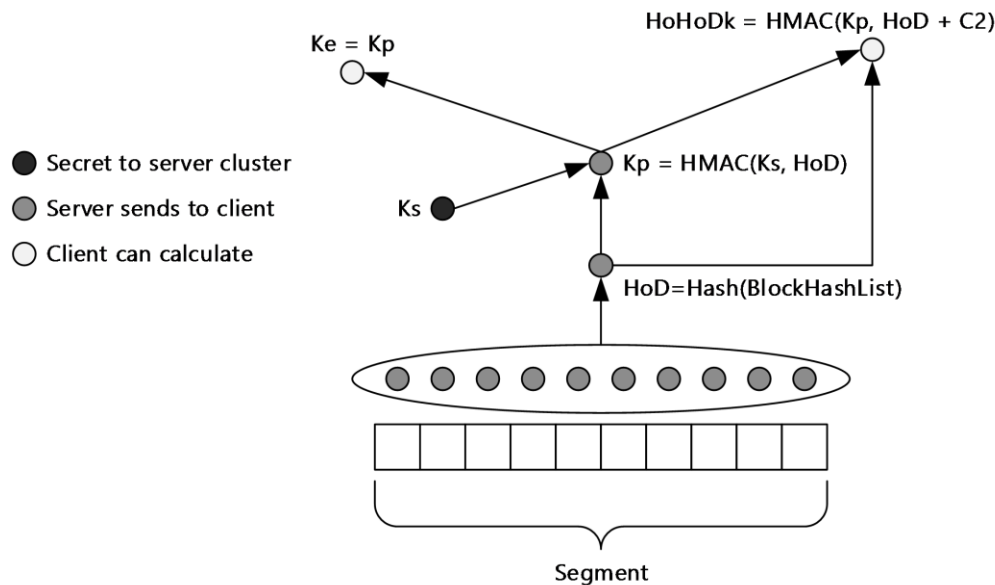 HoHoDk = HMAC(Kp, HoD + C2)
Ke = Kp
Secret to server cluster
Kp = HMAC(Ks, HoD)
Server sends to client
Ks
Client can calculate
HoD=Hash(BlockHashList)
Segment